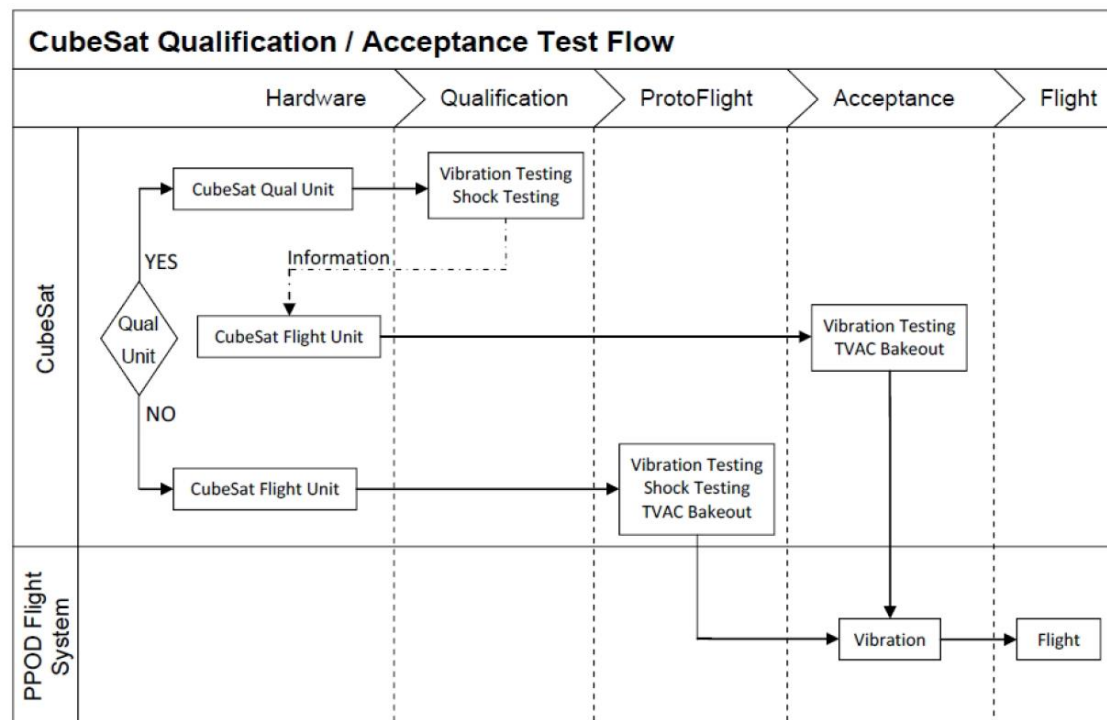 CubeSat Qualification / Acceptance Test Flow
Hardware
Qualification
ProtoFlight
Acceptance
Flight
CubeSat
CubeSat Qual Unit
Vibration Testing
Shock Testing
YES
Information
Qual
Unit
CubeSat Flight Unit
Vibration Testing
TVAC Bakeout
NO
CubeSat Flight Unit
Vibration Testing
Shock Testing
TVAC Bakeout
PPOD Flight
System
Vibration
Flight